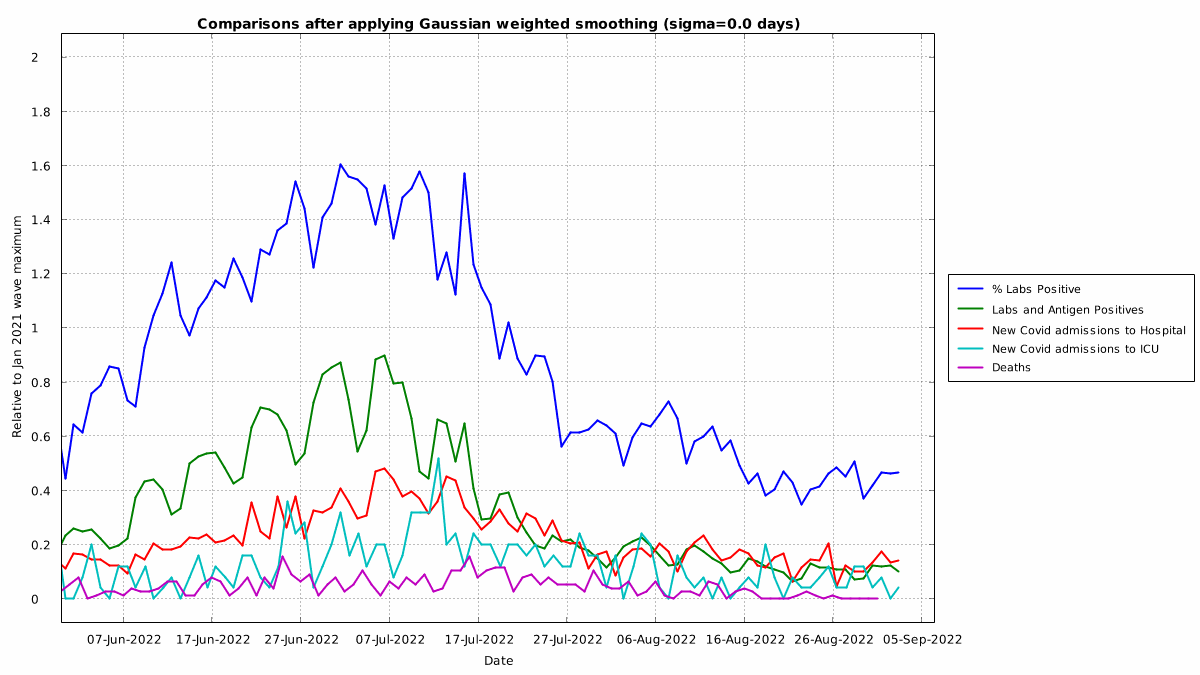 Comparisons after applying Gaussian weighted smoothing (sigma=0.0 days)
Relative to Jan 2021 wave maximum
2
1.8
1.6
1.4
1.2
1
0.8
0.6
0.4
0.2
0
07-Jun-2022 17-Jun-2022 27-Jun-2022 07-Jul-2022 17-Jul-2022 27-Jul-2022 06-Aug-2022 16-Aug-2022 26-Aug-2022 05-Sep-2022
Date
% Labs Positive
Labs and Antigen Positives
New Covid admissions to Hospital
New Covid admissions to ICU
Deaths